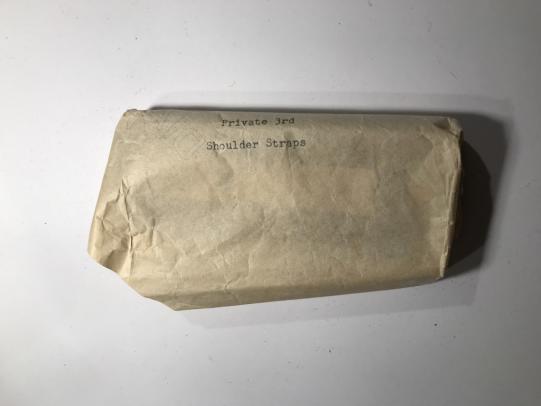 Private 3rd
Shoulder Straps